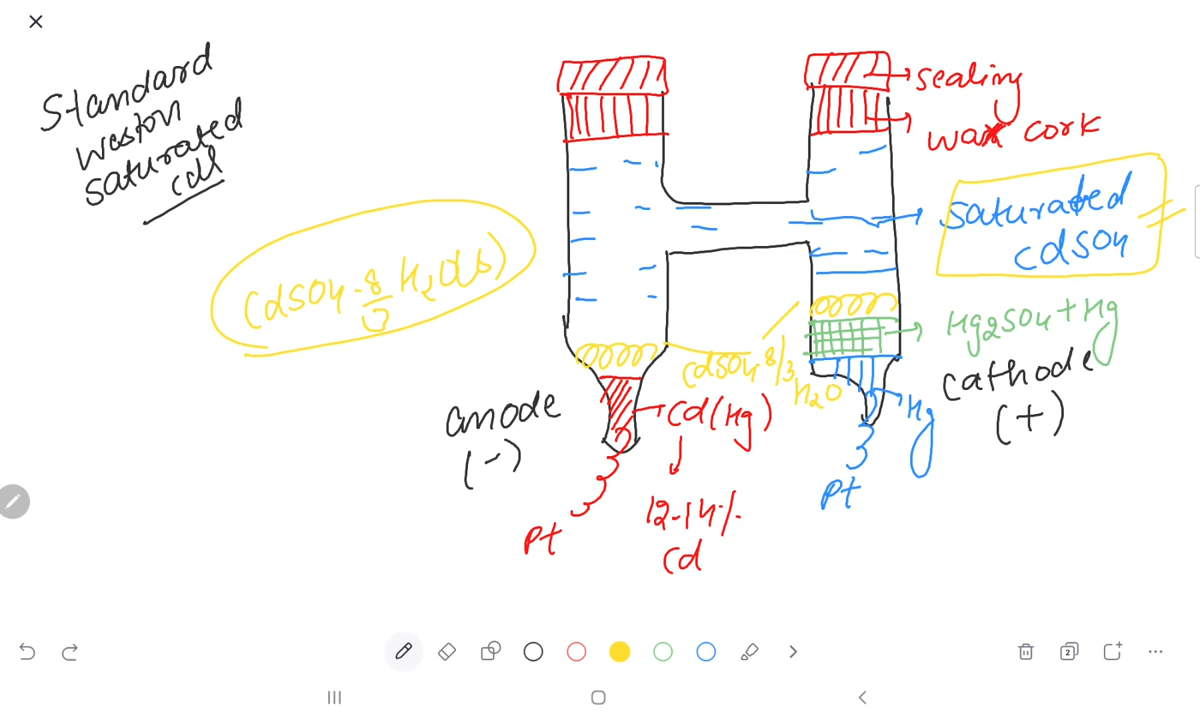 Standard
weston
saturated
cell
sealing
wax cork
saturated
CdSO4
CdSO4 - 8/3 H2O(s)
Hg2SO4 + Hg
CdSO4. 8/3
H2O
cathode
(+)
anode
(-)
Cd(Hg)
Hg
12-14%
Cd
Pt
Pt
2